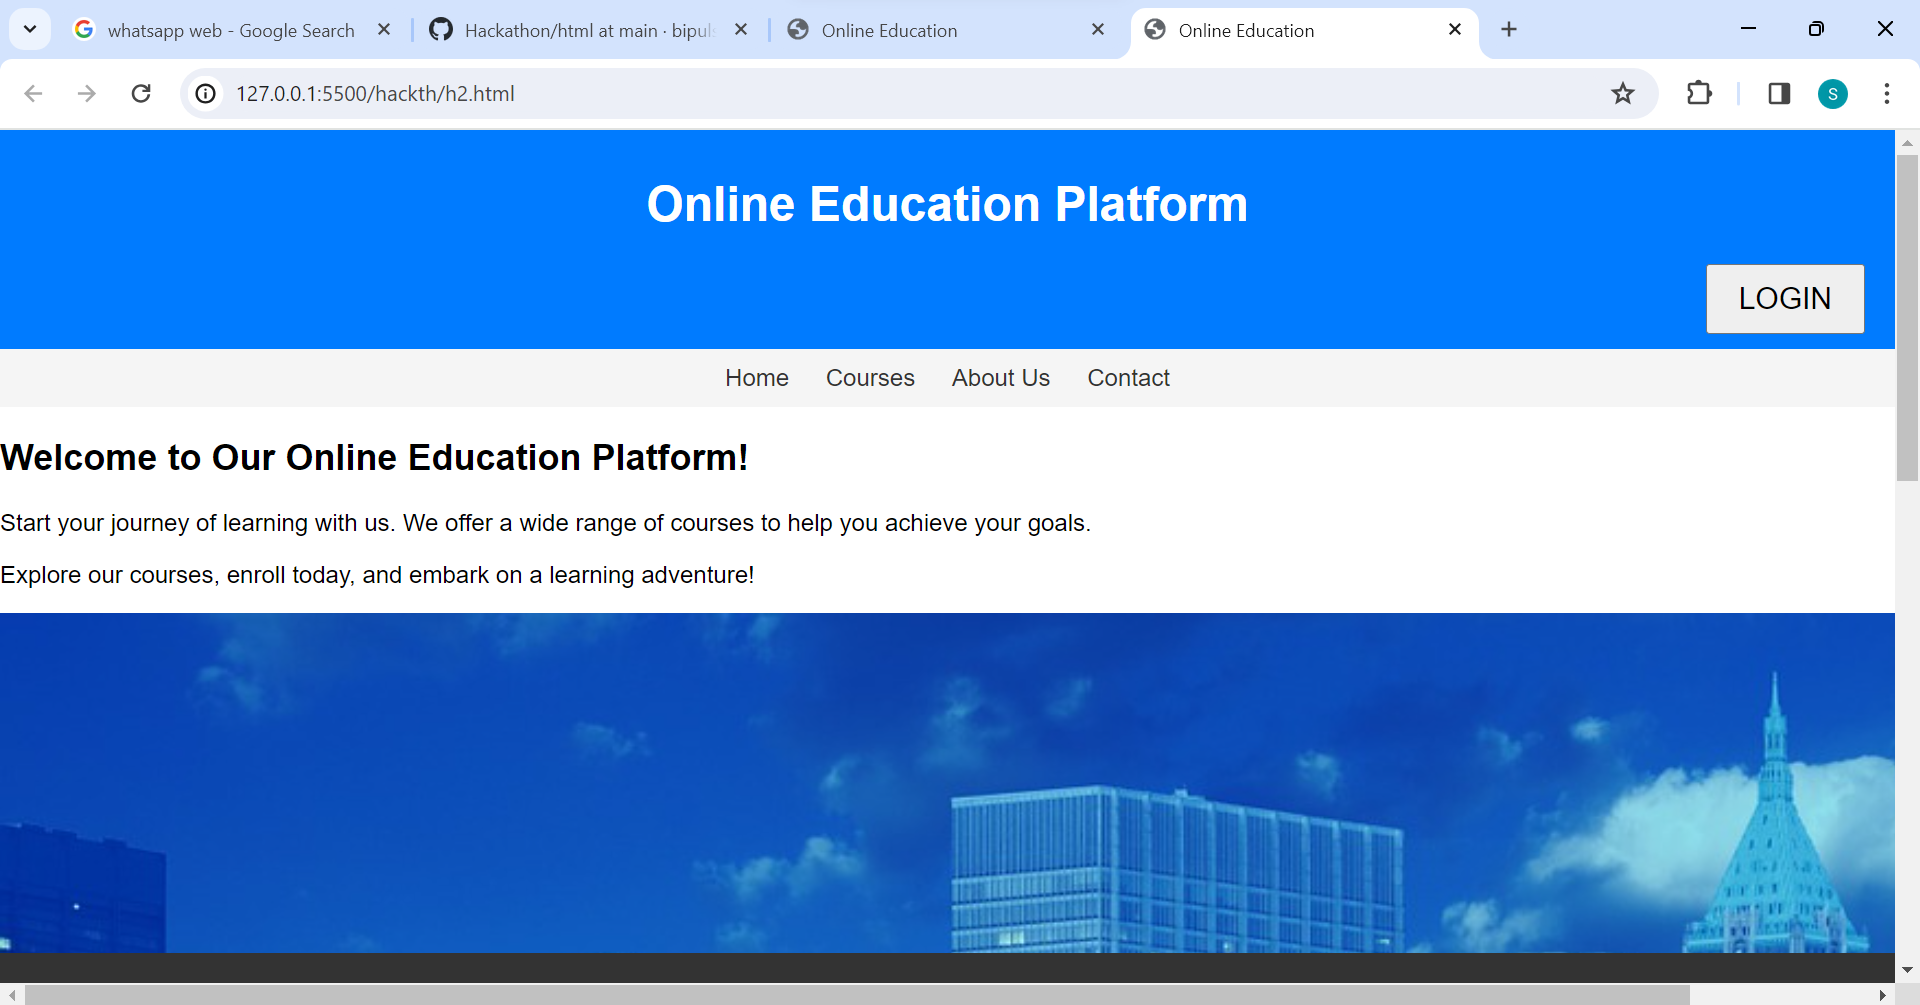 whatsapp web - Google Search
Hackathon/html at main · bipul
Online Education
Online Education
127.0.0.1:5500/hackth/h2.html
S
Online Education Platform
LOGIN
Home Courses About Us Contact
Welcome to Our Online Education Platform!
Start your journey of learning with us. We offer a wide range of courses to help you achieve your goals.
Explore our courses, enroll today, and embark on a learning adventure!